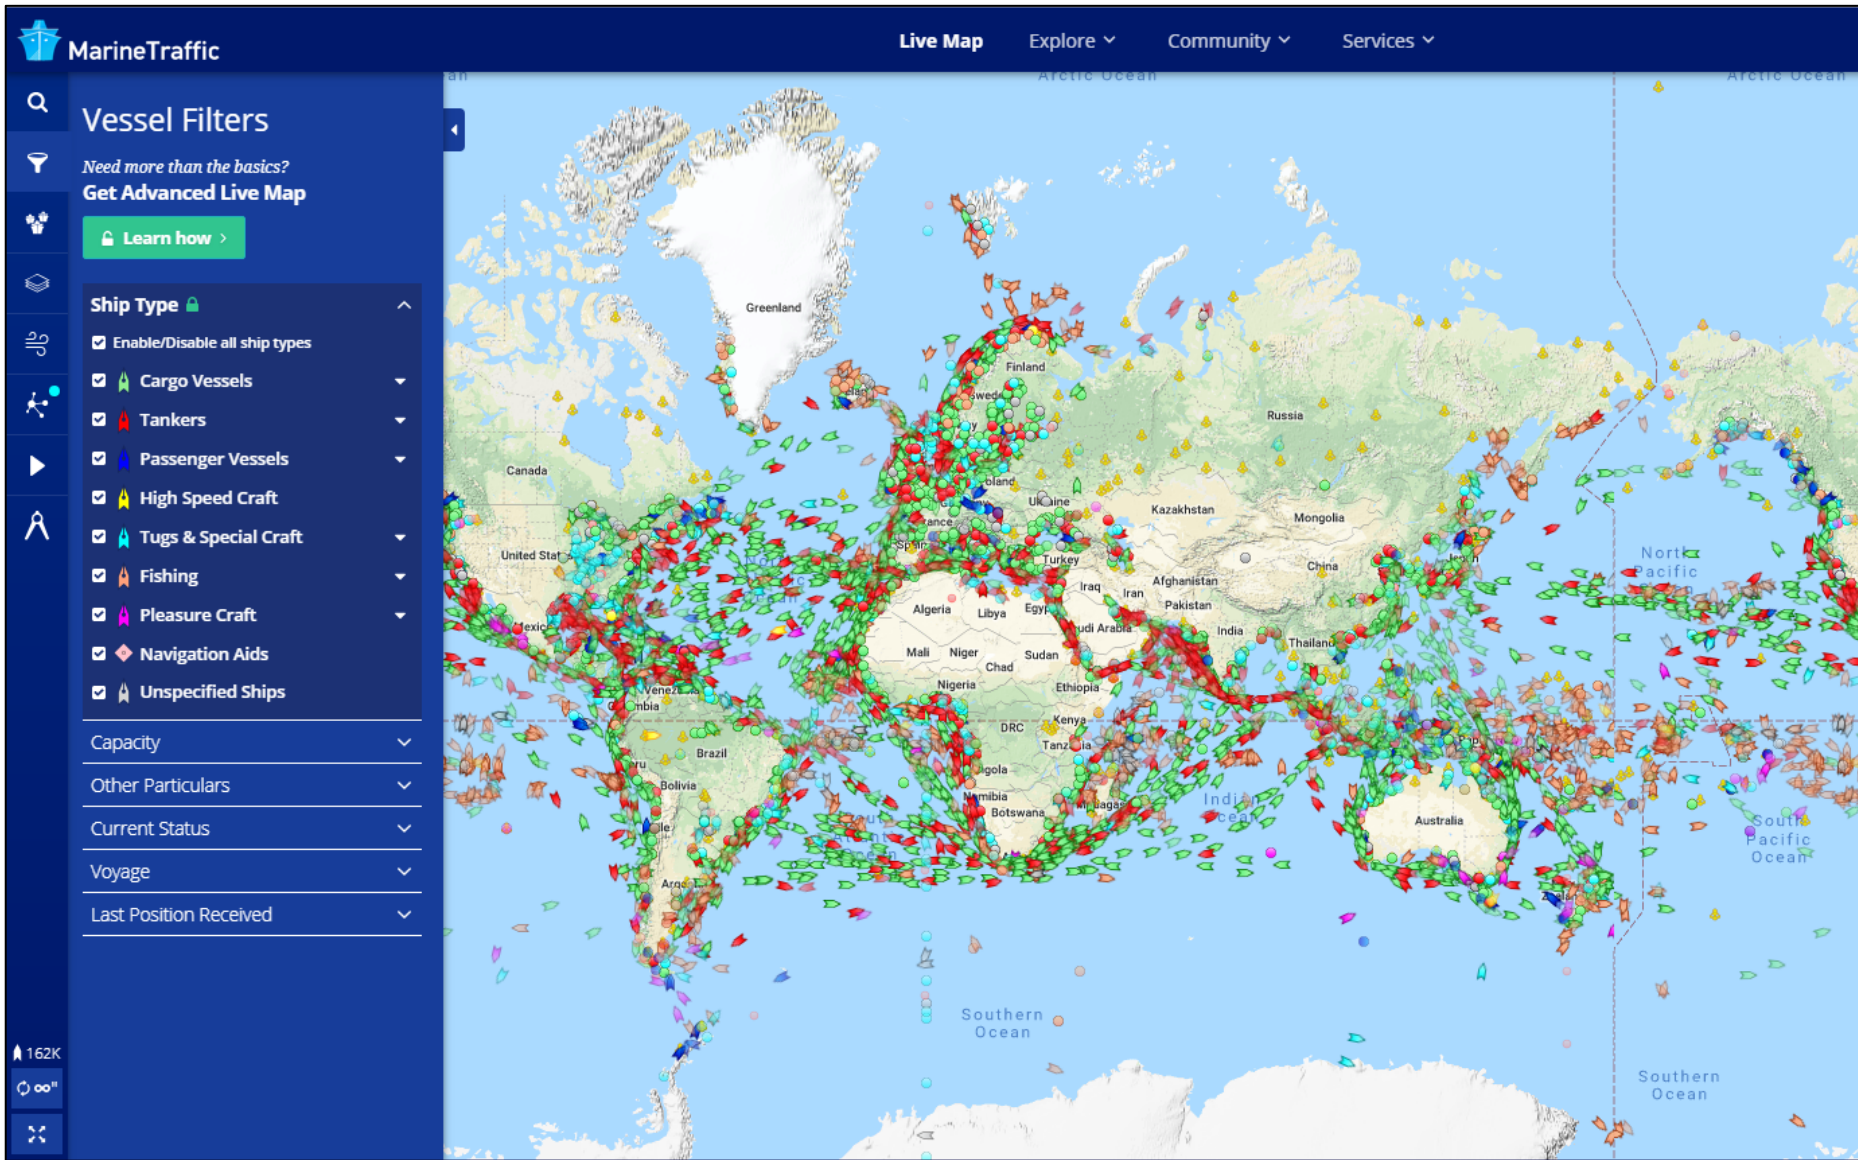 MarineTraffic
Live Map
Explore
Community
Services
Vessel Filters
Need more than the basics?
Get Advanced Live Map
Learn how
Ship Type
Enable/Disable all ship types
Cargo Vessels
Tankers
Passenger Vessels
High Speed Craft
Tugs & Special Craft
Fishing
Pleasure Craft
Navigation Aids
Unspecified Ships
Capacity
Other Particulars
Current Status
Voyage
Last Position Received
162K
∞"
Arctic Ocean
Arctic Ocean
Greenland
Finland
Russia
Canada
Kazakhstan
Mongolia
United Stat
Turkey
China
North
Pacific
Iraq
Iran
Afghanistan
Pakistan
Algeria
Libya
India
Thailand
Mali
Niger
Chad
Sudan
Nigeria
Ethiopia
DRC
Kenya
Brazil
Bolivia
Namibia
Botswana
Australia
South
Pacific
Ocean
Southern
Ocean
Southern
Ocean